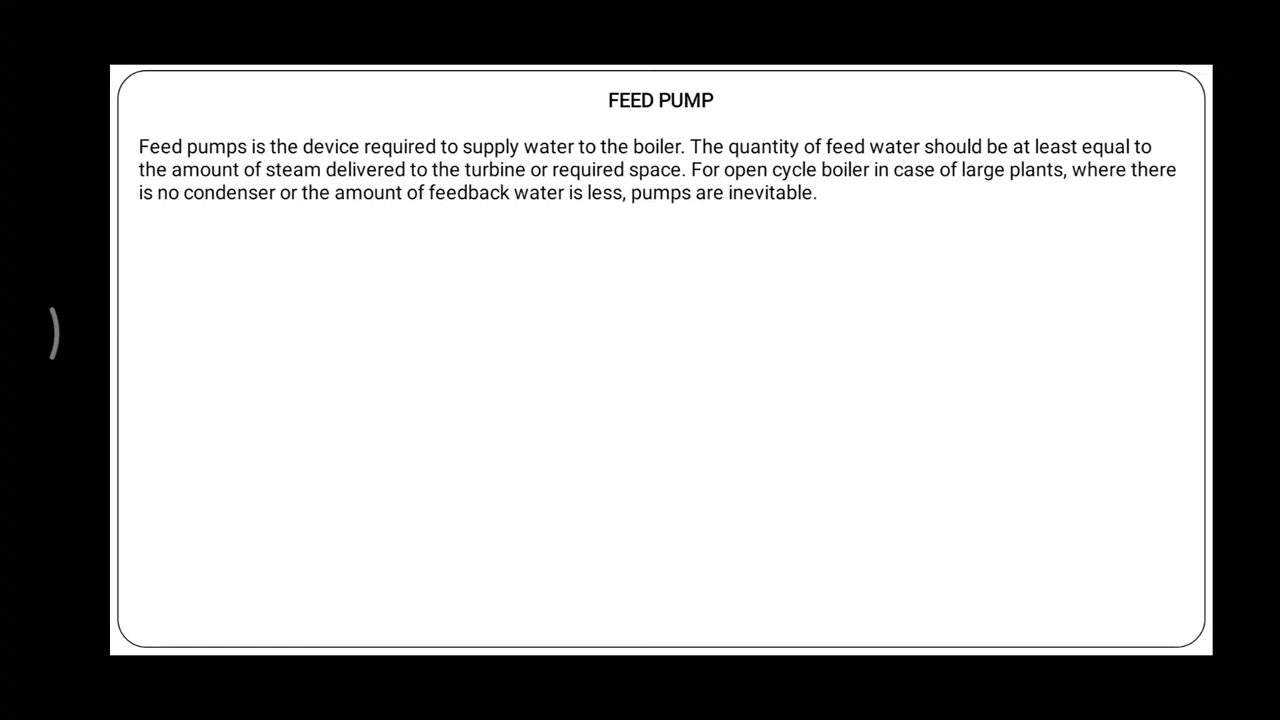 FEED PUMP
Feed pumps is the device required to supply water to the boiler. The quantity of feed water should be at least equal to
the amount of steam delivered to the turbine or required space. For open cycle boiler in case of large plants, where there
is no condenser or the amount of feedback water is less, pumps are inevitable.